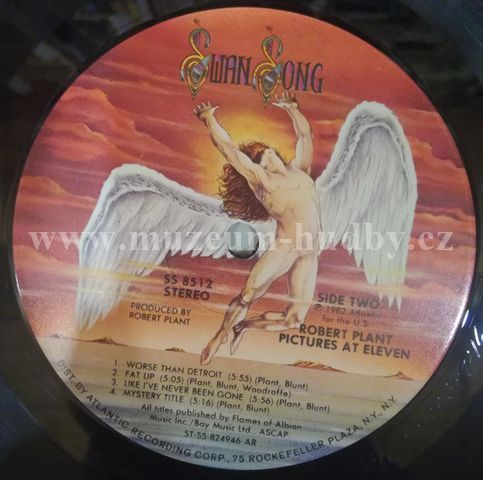 SWAN SONG
www.muzeum-hudby.cz
SS 8512
STEREO
PRODUCED BY
ROBERT PLANT
SIDE TWO
℗ 1982 Atlantic
for the U.S.
ROBERT PLANT
PICTURES AT ELEVEN
1. WORSE THAN DETROIT (5:55) (Plant, Blunt)
2. FAT LIP (5:05) (Plant, Blunt, Woodroffe)
3. LIKE I'VE NEVER BEEN GONE (5:56) (Plant, Blunt)
4. MYSTERY TITLE (5:16) (Plant, Blunt)
All titles published by Flames of Albion
Music Inc./Bay Music Ltd., ASCAP
ST-SS-824946-AR
DIST. BY ATLANTIC RECORDING CORP., 75 ROCKEFELLER PLAZA, N.Y., N.Y.